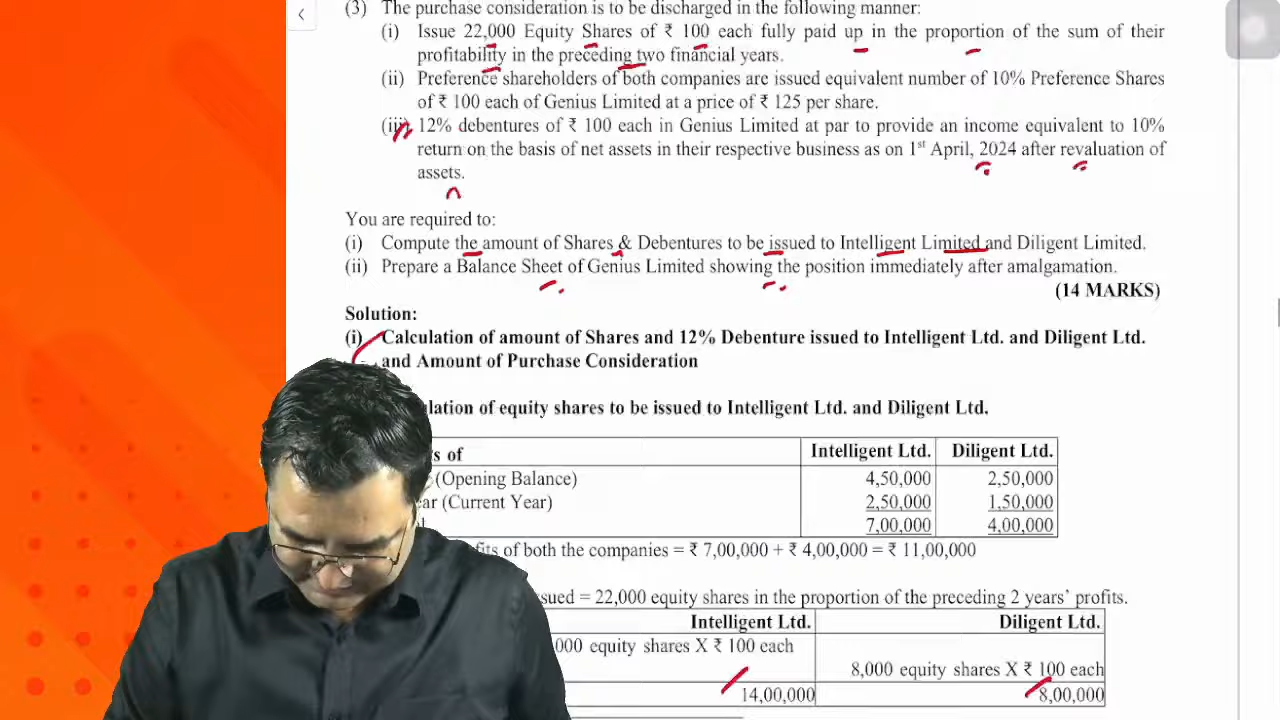 (3) The purchase consideration is to be discharged in the following manner:
(i) Issue 22,000 Equity Shares of ₹ 100 each fully paid up in the proportion of the sum of their
profitability in the preceding two financial years.
(ii) Preference shareholders of both companies are issued equivalent number of 10% Preference Shares
of ₹ 100 each of Genius Limited at a price of ₹ 125 per share.
(iii) 12% debentures of ₹ 100 each in Genius Limited at par to provide an income equivalent to 10%
return on the basis of net assets in their respective business as on 1st April, 2024 after revaluation of
assets.
You are required to:
(i) Compute the amount of Shares & Debentures to be issued to Intelligent Limited and Diligent Limited.
(ii) Prepare a Balance Sheet of Genius Limited showing the position immediately after amalgamation.
(14 MARKS)
Solution:
(i) Calculation of amount of Shares and 12% Debenture issued to Intelligent Ltd. and Diligent Ltd.
and Amount of Purchase Consideration
of equity shares to be issued to Intelligent Ltd. and Diligent Ltd.
of Intelligent Ltd. Diligent Ltd.
(Opening Balance) 4,50,000 2,50,000
(Current Year) 2,50,000 1,50,000
7,00,000 4,00,000
of both the companies = ₹ 7,00,000 + ₹ 4,00,000 = ₹ 11,00,000
= 22,000 equity shares in the proportion of the preceding 2 years' profits.
Intelligent Ltd. Diligent Ltd.
equity shares X ₹ 100 each
8,000 equity shares X ₹ 100 each
14,00,000 8,00,000